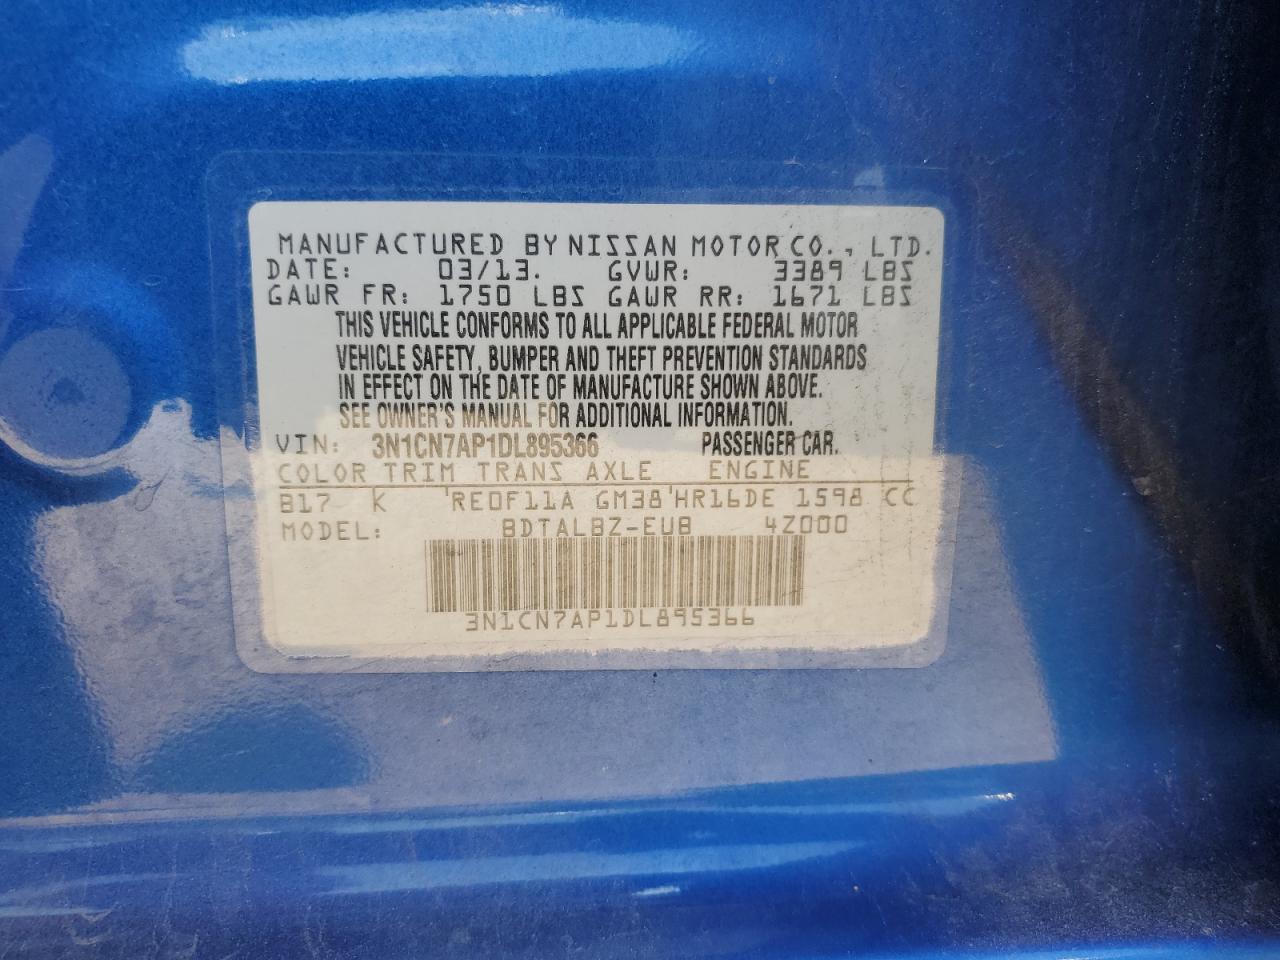 MANUFACTURED BY NISSAN MOTOR CO., LTD.
DATE: 03/13. GVWR: 3389 LBS
GAWR FR: 1750 LBS GAWR RR: 1671 LBS
THIS VEHICLE CONFORMS TO ALL APPLICABLE FEDERAL MOTOR
VEHICLE SAFETY, BUMPER AND THEFT PREVENTION STANDARDS
IN EFFECT ON THE DATE OF MANUFACTURE SHOWN ABOVE.
SEE OWNER'S MANUAL FOR ADDITIONAL INFORMATION.
VIN: 3N1CN7AP1DL895366 PASSENGER CAR.
COLOR TRIM TRANS AXLE ENGINE
B17 K 'RE0F11A GM38'HR16DE 1598 CC
MODEL: BDTALBZ-EUB 4Z000
3N1CN7AP1DL895366